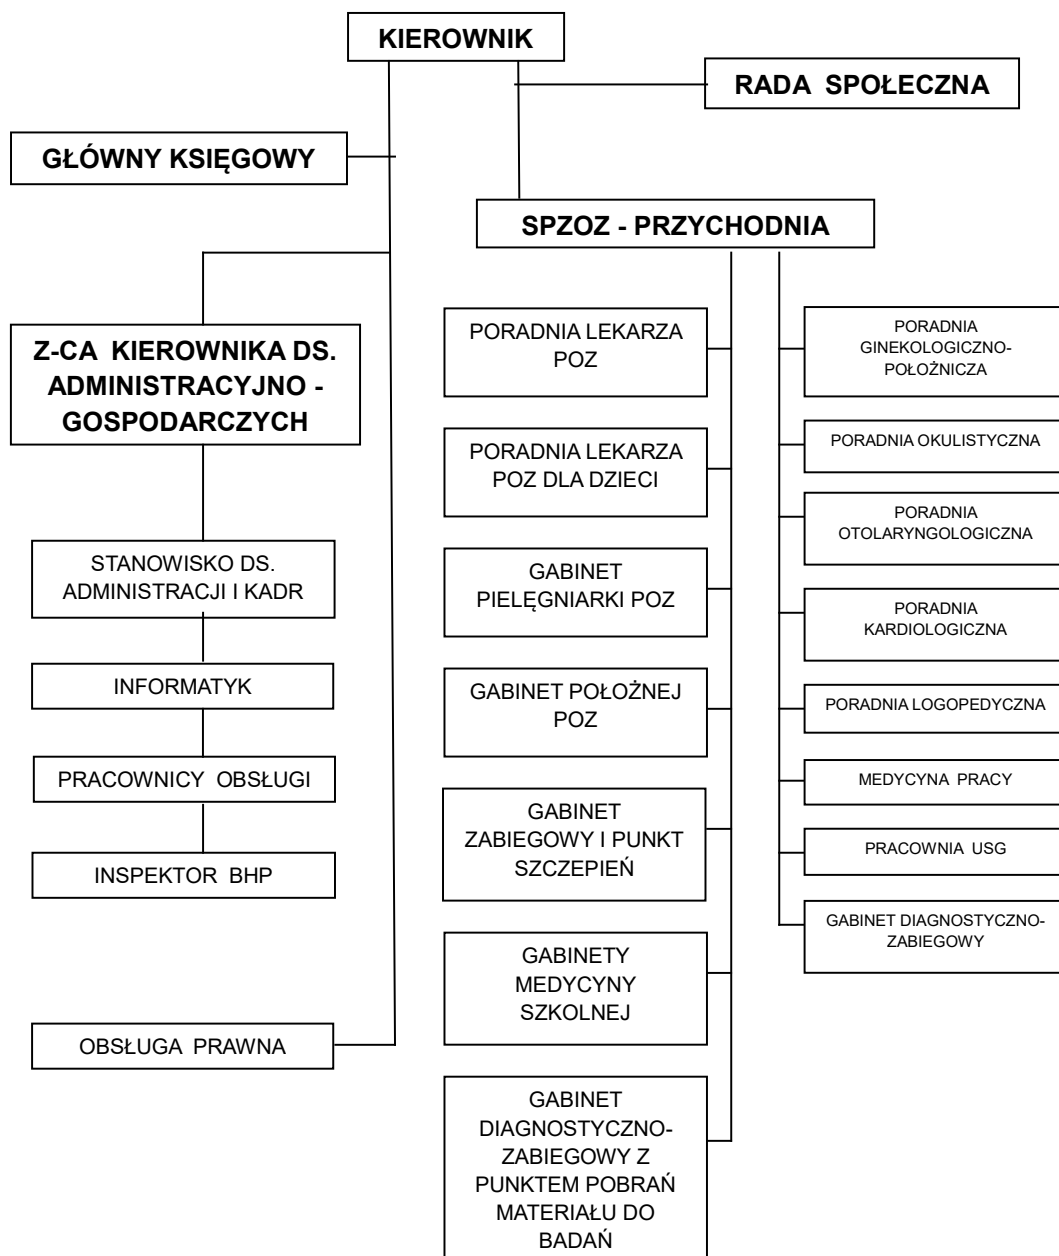 KIEROWNIK
RADA SPOŁECZNA
GŁÓWNY KSIĘGOWY
SPZOZ - PRZYCHODNIA
Z-CA KIEROWNIKA DS.
ADMINISTRACYJNO -
GOSPODARCZYCH
STANOWISKO DS.
ADMINISTRACJI I KADR
INFORMATYK
PRACOWNICY OBSŁUGI
INSPEKTOR BHP
OBSŁUGA PRAWNA
PORADNIA LEKARZA
POZ
PORADNIA LEKARZA
POZ DLA DZIECI
GABINET
PIELĘGNIARKI POZ
GABINET POŁOŻNEJ
POZ
GABINET
ZABIEGOWY I PUNKT
SZCZEPIEŃ
GABINETY
MEDYCYNY
SZKOLNEJ
GABINET
DIAGNOSTYCZNO-
ZABIEGOWY Z
PUNKTEM POBRAŃ
MATERIAŁU DO
BADAŃ
PORADNIA
GINEKOLOGICZNO-
POŁOŻNICZA
PORADNIA OKULISTYCZNA
PORADNIA
OTOLARYNGOLOGICZNA
PORADNIA
KARDIOLOGICZNA
PORADNIA LOGOPEDYCZNA
MEDYCYNA PRACY
PRACOWNIA USG
GABINET DIAGNOSTYCZNO-
ZABIEGOWY